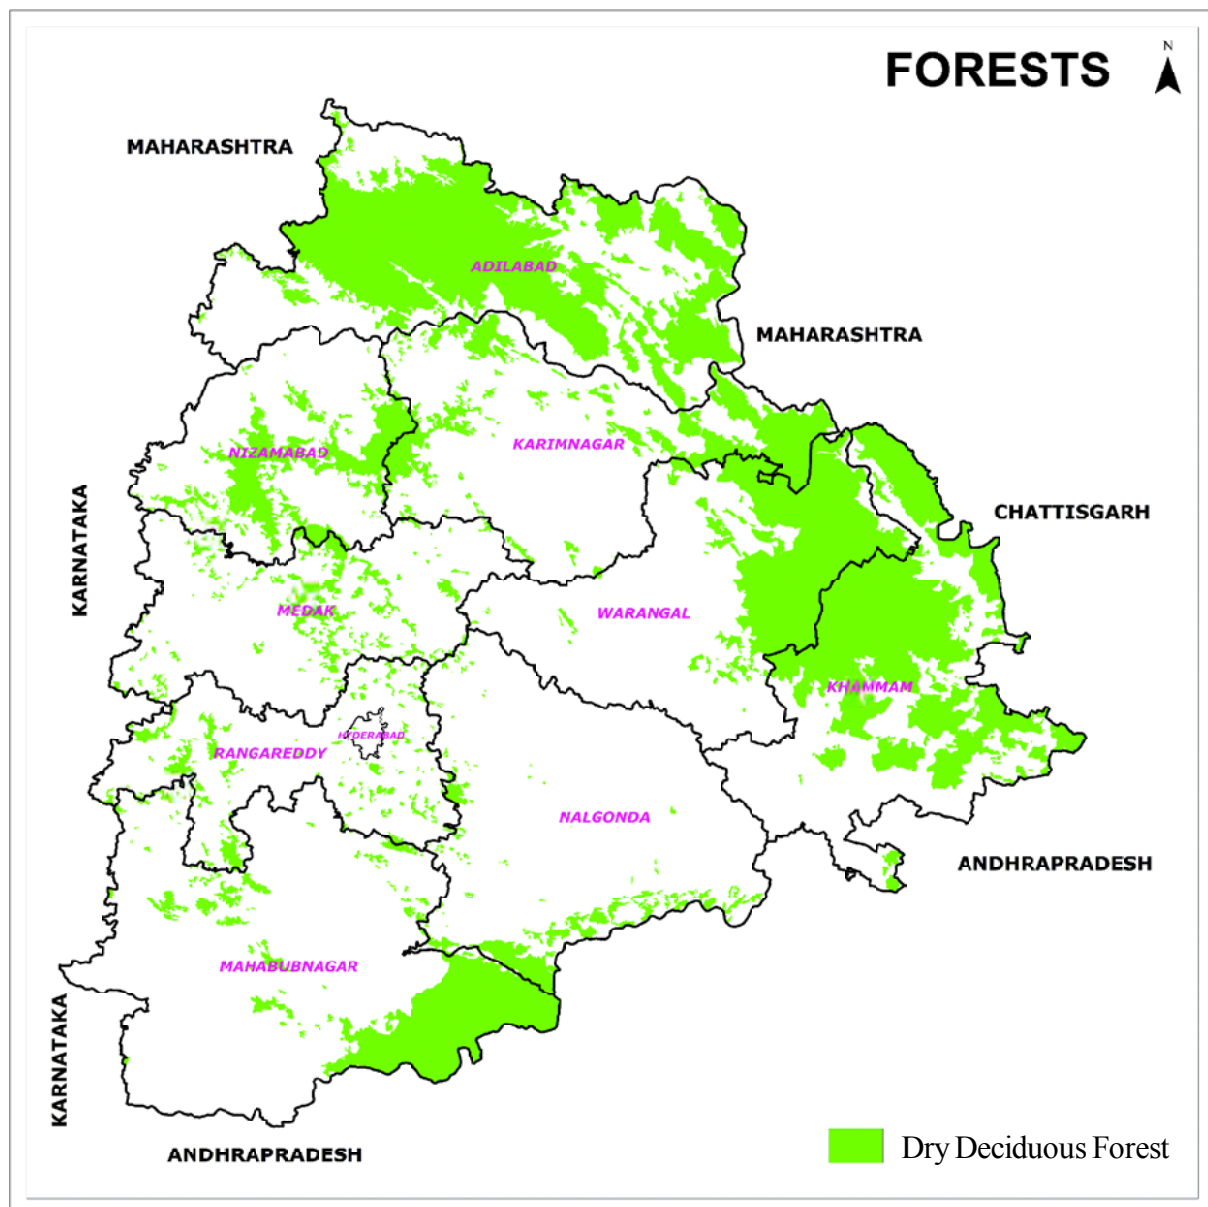 FORESTS
N
MAHARASHTRA
ADILABAD
MAHARASHTRA
KARIMNAGAR
NIZAMABAD
KARNATAKA
CHATTISGARH
MEDAK
WARANGAL
KHAMMAM
HYDERABAD
RANGAREDDY
NALGONDA
ANDHRAPRADESH
MAHABUBNAGAR
KARNATAKA
ANDHRAPRADESH
Dry Deciduous Forest